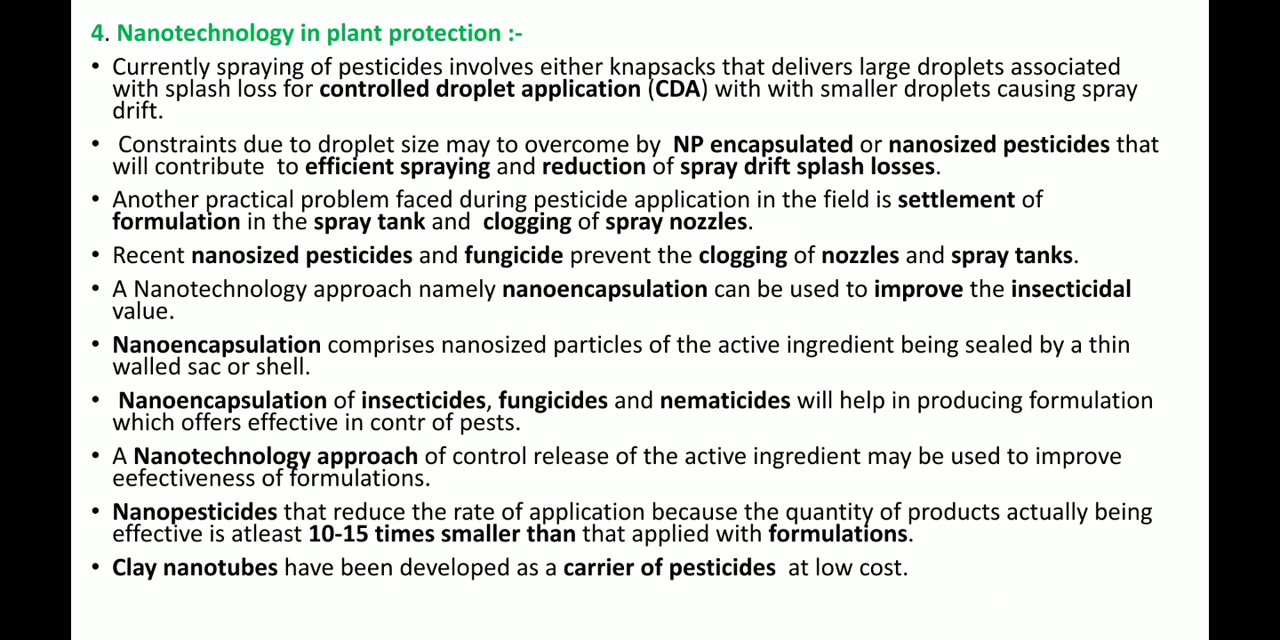 4. Nanotechnology in plant protection :-
• Currently spraying of pesticides involves either knapsacks that delivers large droplets associated
with splash loss for controlled droplet application (CDA) with with smaller droplets causing spray
drift.
• Constraints due to droplet size may to overcome by NP encapsulated or nanosized pesticides that
will contribute to efficient spraying and reduction of spray drift splash losses.
• Another practical problem faced during pesticide application in the field is settlement of
formulation in the spray tank and clogging of spray nozzles.
• Recent nanosized pesticides and fungicide prevent the clogging of nozzles and spray tanks.
• A Nanotechnology approach namely nanoencapsulation can be used to improve the insecticidal
value.
• Nanoencapsulation comprises nanosized particles of the active ingredient being sealed by a thin
walled sac or shell.
• Nanoencapsulation of insecticides, fungicides and nematicides will help in producing formulation
which offers effective in contr of pests.
• A Nanotechnology approach of control release of the active ingredient may be used to improve
eefectiveness of formulations.
• Nanopesticides that reduce the rate of application because the quantity of products actually being
effective is atleast 10-15 times smaller than that applied with formulations.
• Clay nanotubes have been developed as a carrier of pesticides at low cost.